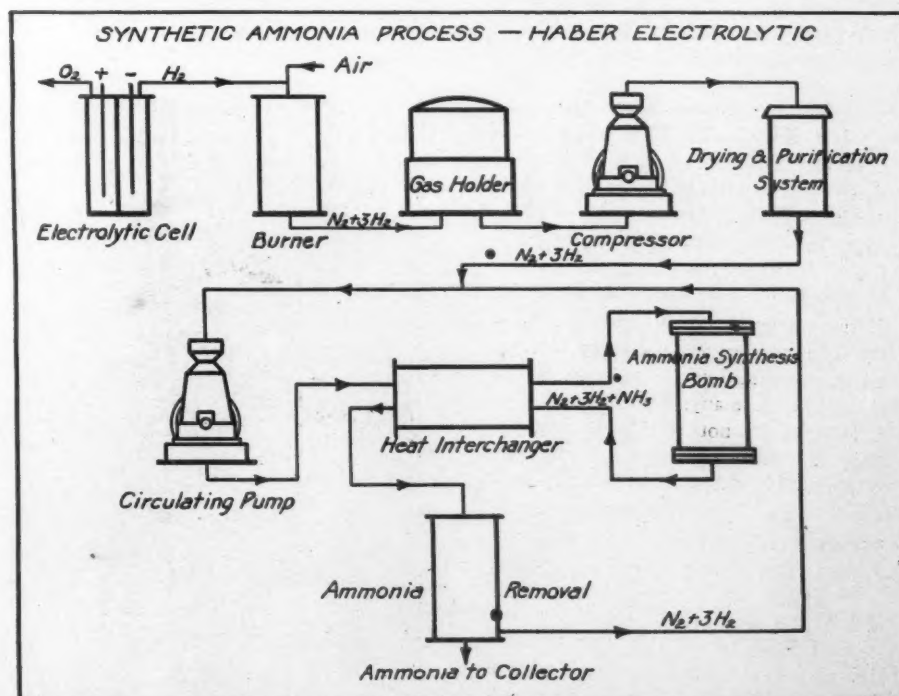 SYNTHETIC AMMONIA PROCESS — HABER ELECTROLYTIC
O2 + - H2
Air
Electrolytic Cell
Burner
N2+3H2
Gas Holder
Compressor
Drying & Purification
System
N2+3H2
Circulating Pump
Heat Interchanger
N2+3H2+NH3
Ammonia Synthesis
Bomb
Ammonia Removal
N2+3H2
Ammonia to Collector